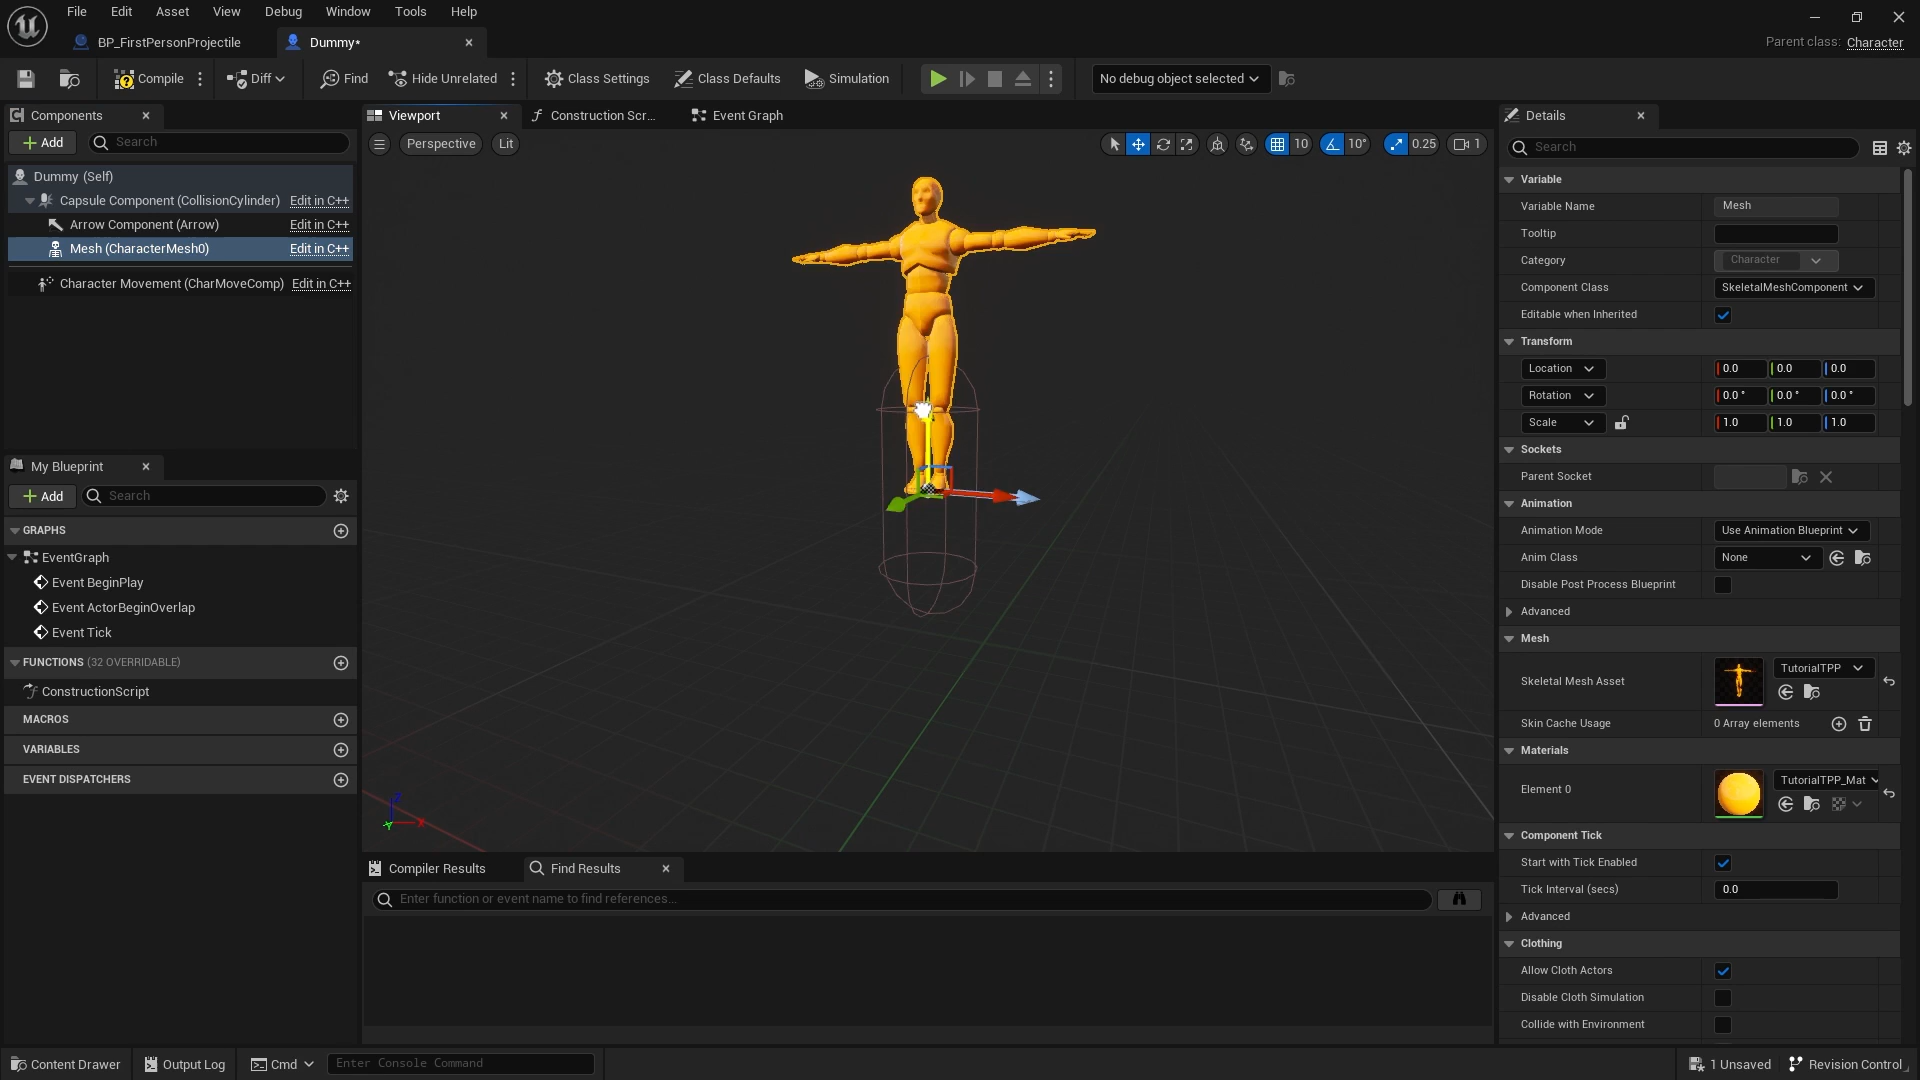 File Edit Asset View Debug Window Tools Help
BP_FirstPersonProjectile
Dummy*
Parent class: Character
Compile
Diff
Find
Hide Unrelated
Class Settings
Class Defaults
Simulation
No debug object selected
Components
Add
Search
Dummy (Self)
Capsule Component (CollisionCylinder) Edit in C++
Arrow Component (Arrow) Edit in C++
Mesh (CharacterMesh0) Edit in C++
Character Movement (CharMoveComp) Edit in C++
My Blueprint
Add
Search
GRAPHS
EventGraph
Event BeginPlay
Event ActorBeginOverlap
Event Tick
FUNCTIONS (32 OVERRIDABLE)
ConstructionScript
MACROS
VARIABLES
EVENT DISPATCHERS
Viewport
Construction Scr...
Event Graph
Perspective
Lit
10
10°
0.25
1
Z
X
Y
Compiler Results
Find Results
Enter function or event name to find references...
Details
Search
Variable
Variable Name Mesh
Tooltip
Category Character
Component Class SkeletalMeshComponent
Editable when Inherited
Transform
Location 0.0 0.0 0.0
Rotation 0.0 ° 0.0 ° 0.0 °
Scale 1.0 1.0 1.0
Sockets
Parent Socket
Animation
Animation Mode Use Animation Blueprint
Anim Class None
Disable Post Process Blueprint
Advanced
Mesh
Skeletal Mesh Asset TutorialTPP
Skin Cache Usage 0 Array elements
Materials
Element 0 TutorialTPP_Mat
Component Tick
Start with Tick Enabled
Tick Interval (secs) 0.0
Advanced
Clothing
Allow Cloth Actors
Disable Cloth Simulation
Collide with Environment
Content Drawer
Output Log
Cmd
Enter Console Command
1 Unsaved
Revision Control